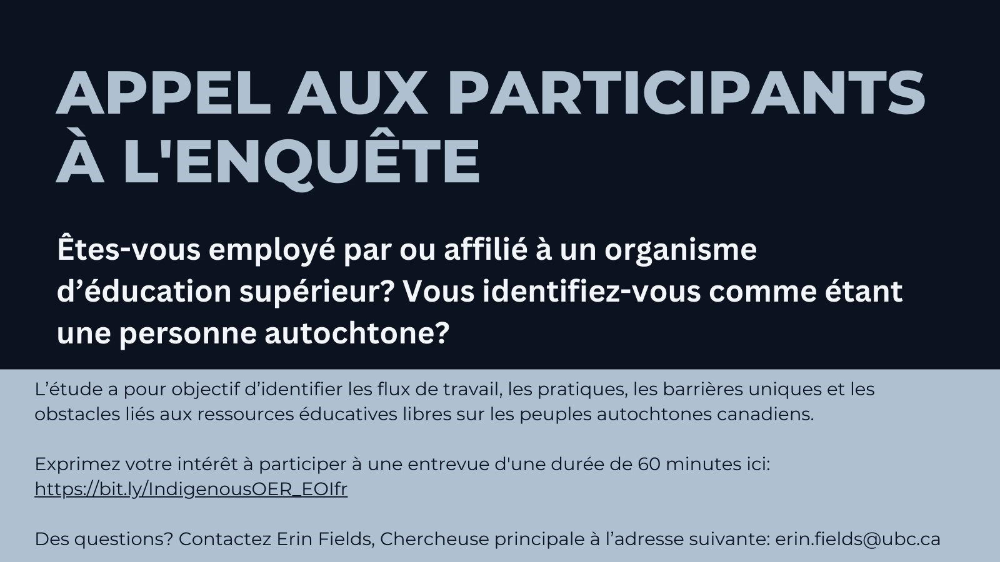 APPEL AUX PARTICIPANTS
À L'ENQUÊTE
Êtes-vous employé par ou affilié à un organisme
d’éducation supérieur? Vous identifiez-vous comme étant
une personne autochtone?
L’étude a pour objectif d’identifier les flux de travail, les pratiques, les barrières uniques et les
obstacles liés aux ressources éducatives libres sur les peuples autochtones canadiens.
Exprimez votre intérêt à participer à une entrevue d'une durée de 60 minutes ici:
https://bit.ly/IndigenousOER_EOIfr
Des questions? Contactez Erin Fields, Chercheuse principale à l’adresse suivante: erin.fields@ubc.ca